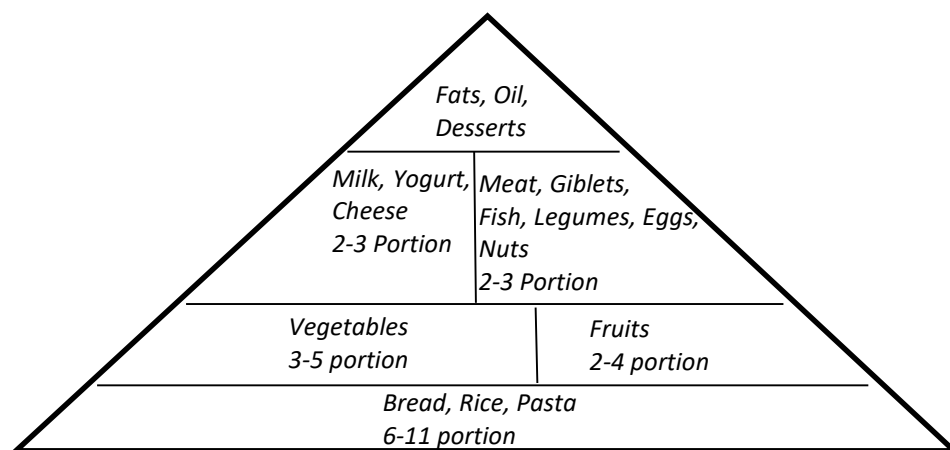 Fats, Oil,
Desserts
Milk, Yogurt,
Cheese
2-3 Portion
Meat, Giblets,
Fish, Legumes, Eggs,
Nuts
2-3 Portion
Vegetables
3-5 portion
Fruits
2-4 portion
Bread, Rice, Pasta
6-11 portion